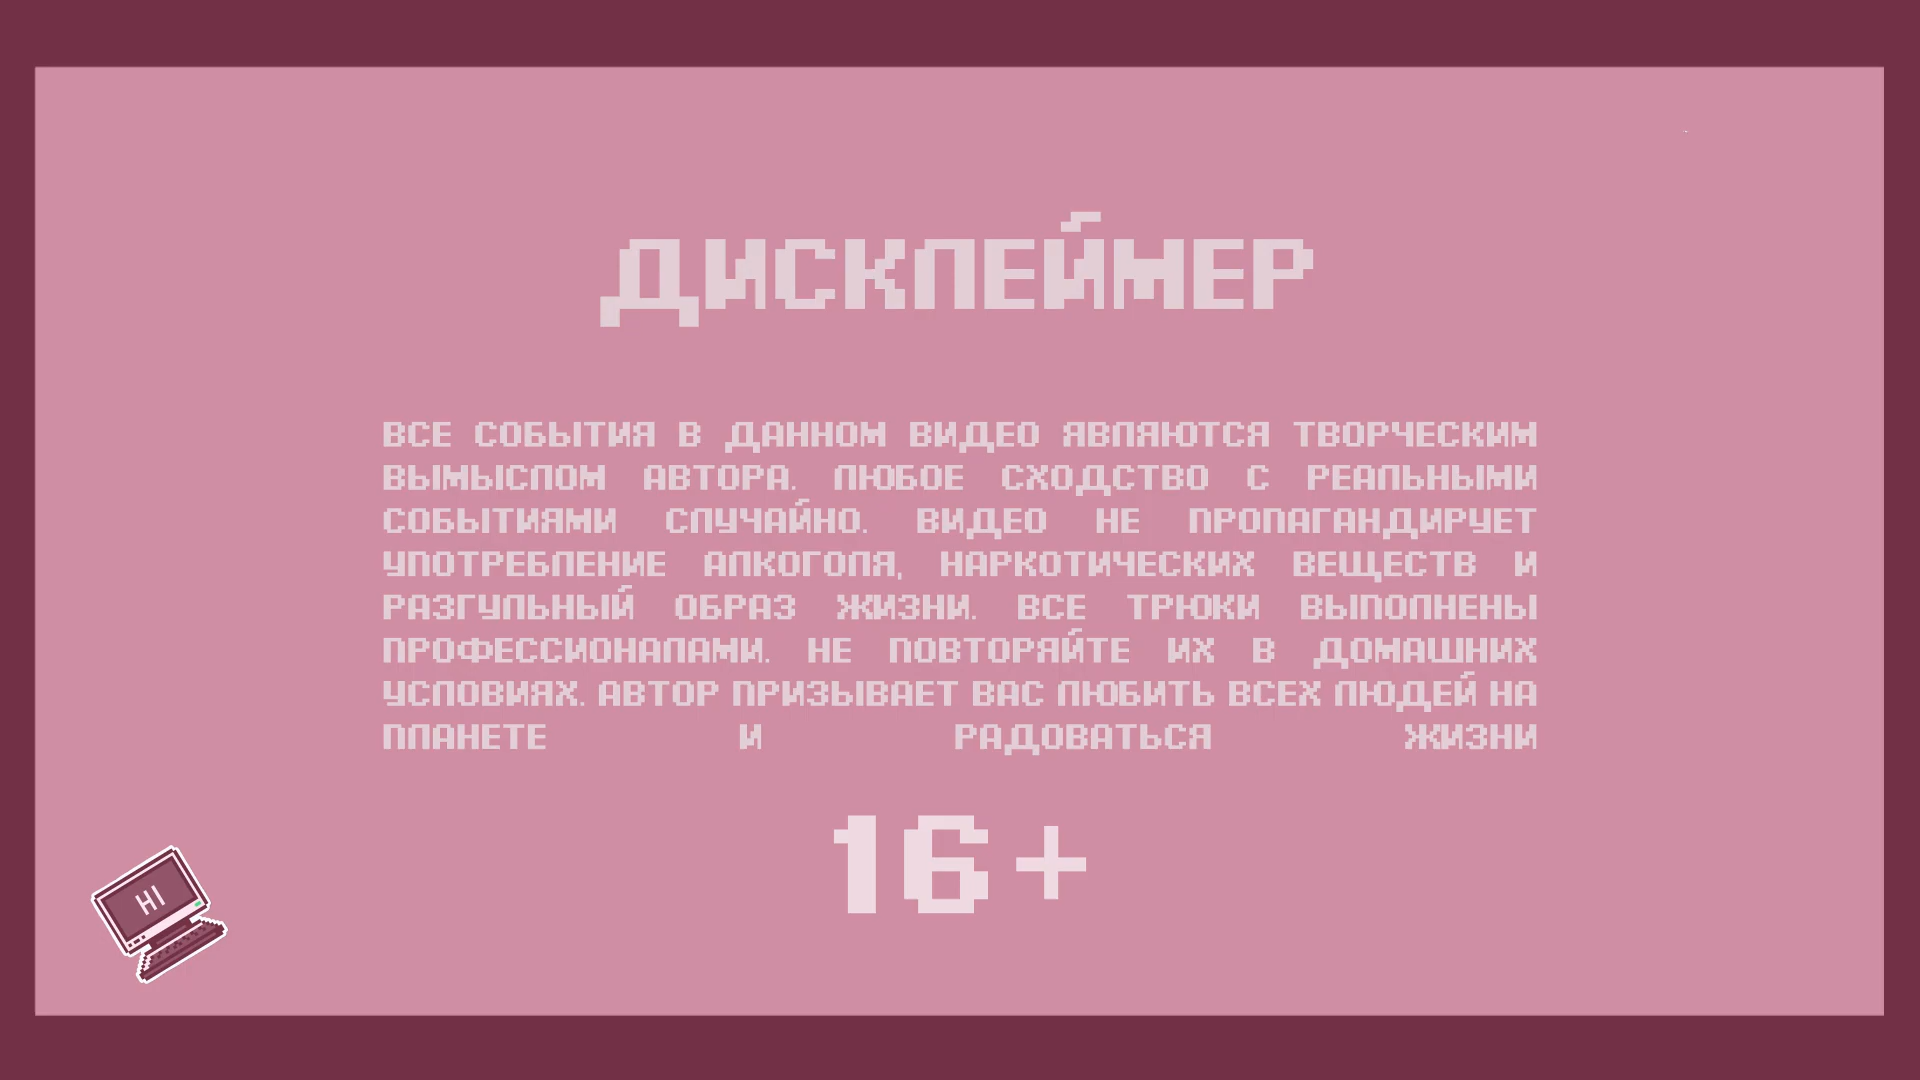 ДИСКЛЕЙМЕР
ВСЕ СОБЫТИЯ В ДАННОМ ВИДЕО ЯВЛЯЮТСЯ ТВОРЧЕСКИМ
ВЫМЫСЛОМ АВТОРА. ЛЮБОЕ СХОДСТВО С РЕАЛЬНЫМИ
СОБЫТИЯМИ СЛУЧАЙНО. ВИДЕО НЕ ПРОПАГАНДИРУЕТ
УПОТРЕБЛЕНИЕ АЛКОГОЛЯ, НАРКОТИЧЕСКИХ ВЕЩЕСТВ И
РАЗГУЛЬНЫЙ ОБРАЗ ЖИЗНИ. ВСЕ ТРЮКИ ВЫПОЛНЕНЫ
ПРОФЕССИОНАЛАМИ. НЕ ПОВТОРЯЙТЕ ИХ В ДОМАШНИХ
УСЛОВИЯХ. АВТОР ПРИЗЫВАЕТ ВАС ЛЮБИТЬ ВСЕХ ЛЮДЕЙ НА
ПЛАНЕТЕ И РАДОВАТЬСЯ ЖИЗНИ
16+
HI